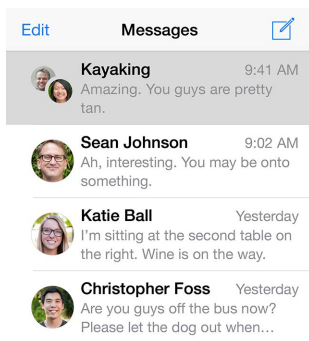 Edit Messages
Kayaking 9:41 AM
Amazing. You guys are pretty
tan.
Sean Johnson 9:02 AM
Ah, interesting. You may be onto
something.
Katie Ball Yesterday
I'm sitting at the second table on
the right. Wine is on the way.
Christopher Foss Yesterday
Are you guys off the bus now?
Please let the dog out when…